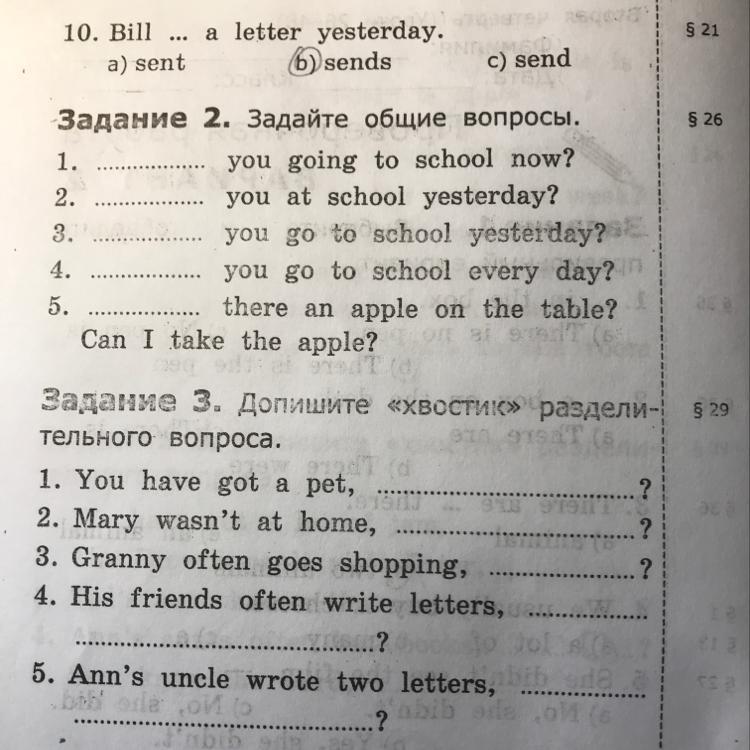 10. Bill ... a letter yesterday. § 21
a) sent b) sends c) send
Задание 2. Задайте общие вопросы. § 26
1. .................. you going to school now?
2. .................. you at school yesterday?
3. .................. you go to school yesterday?
4. .................. you go to school every day?
5. .................. there an apple on the table?
Can I take the apple?
Задание 3. Допишите «хвостик» раздели- § 29
тельного вопроса.
1. You have got a pet, ..........................................?
2. Mary wasn't at home, ........................................?
3. Granny often goes shopping, ........................?
4. His friends often write letters, .....................
..................................................?
5. Ann's uncle wrote two letters, .....................
..................................................?